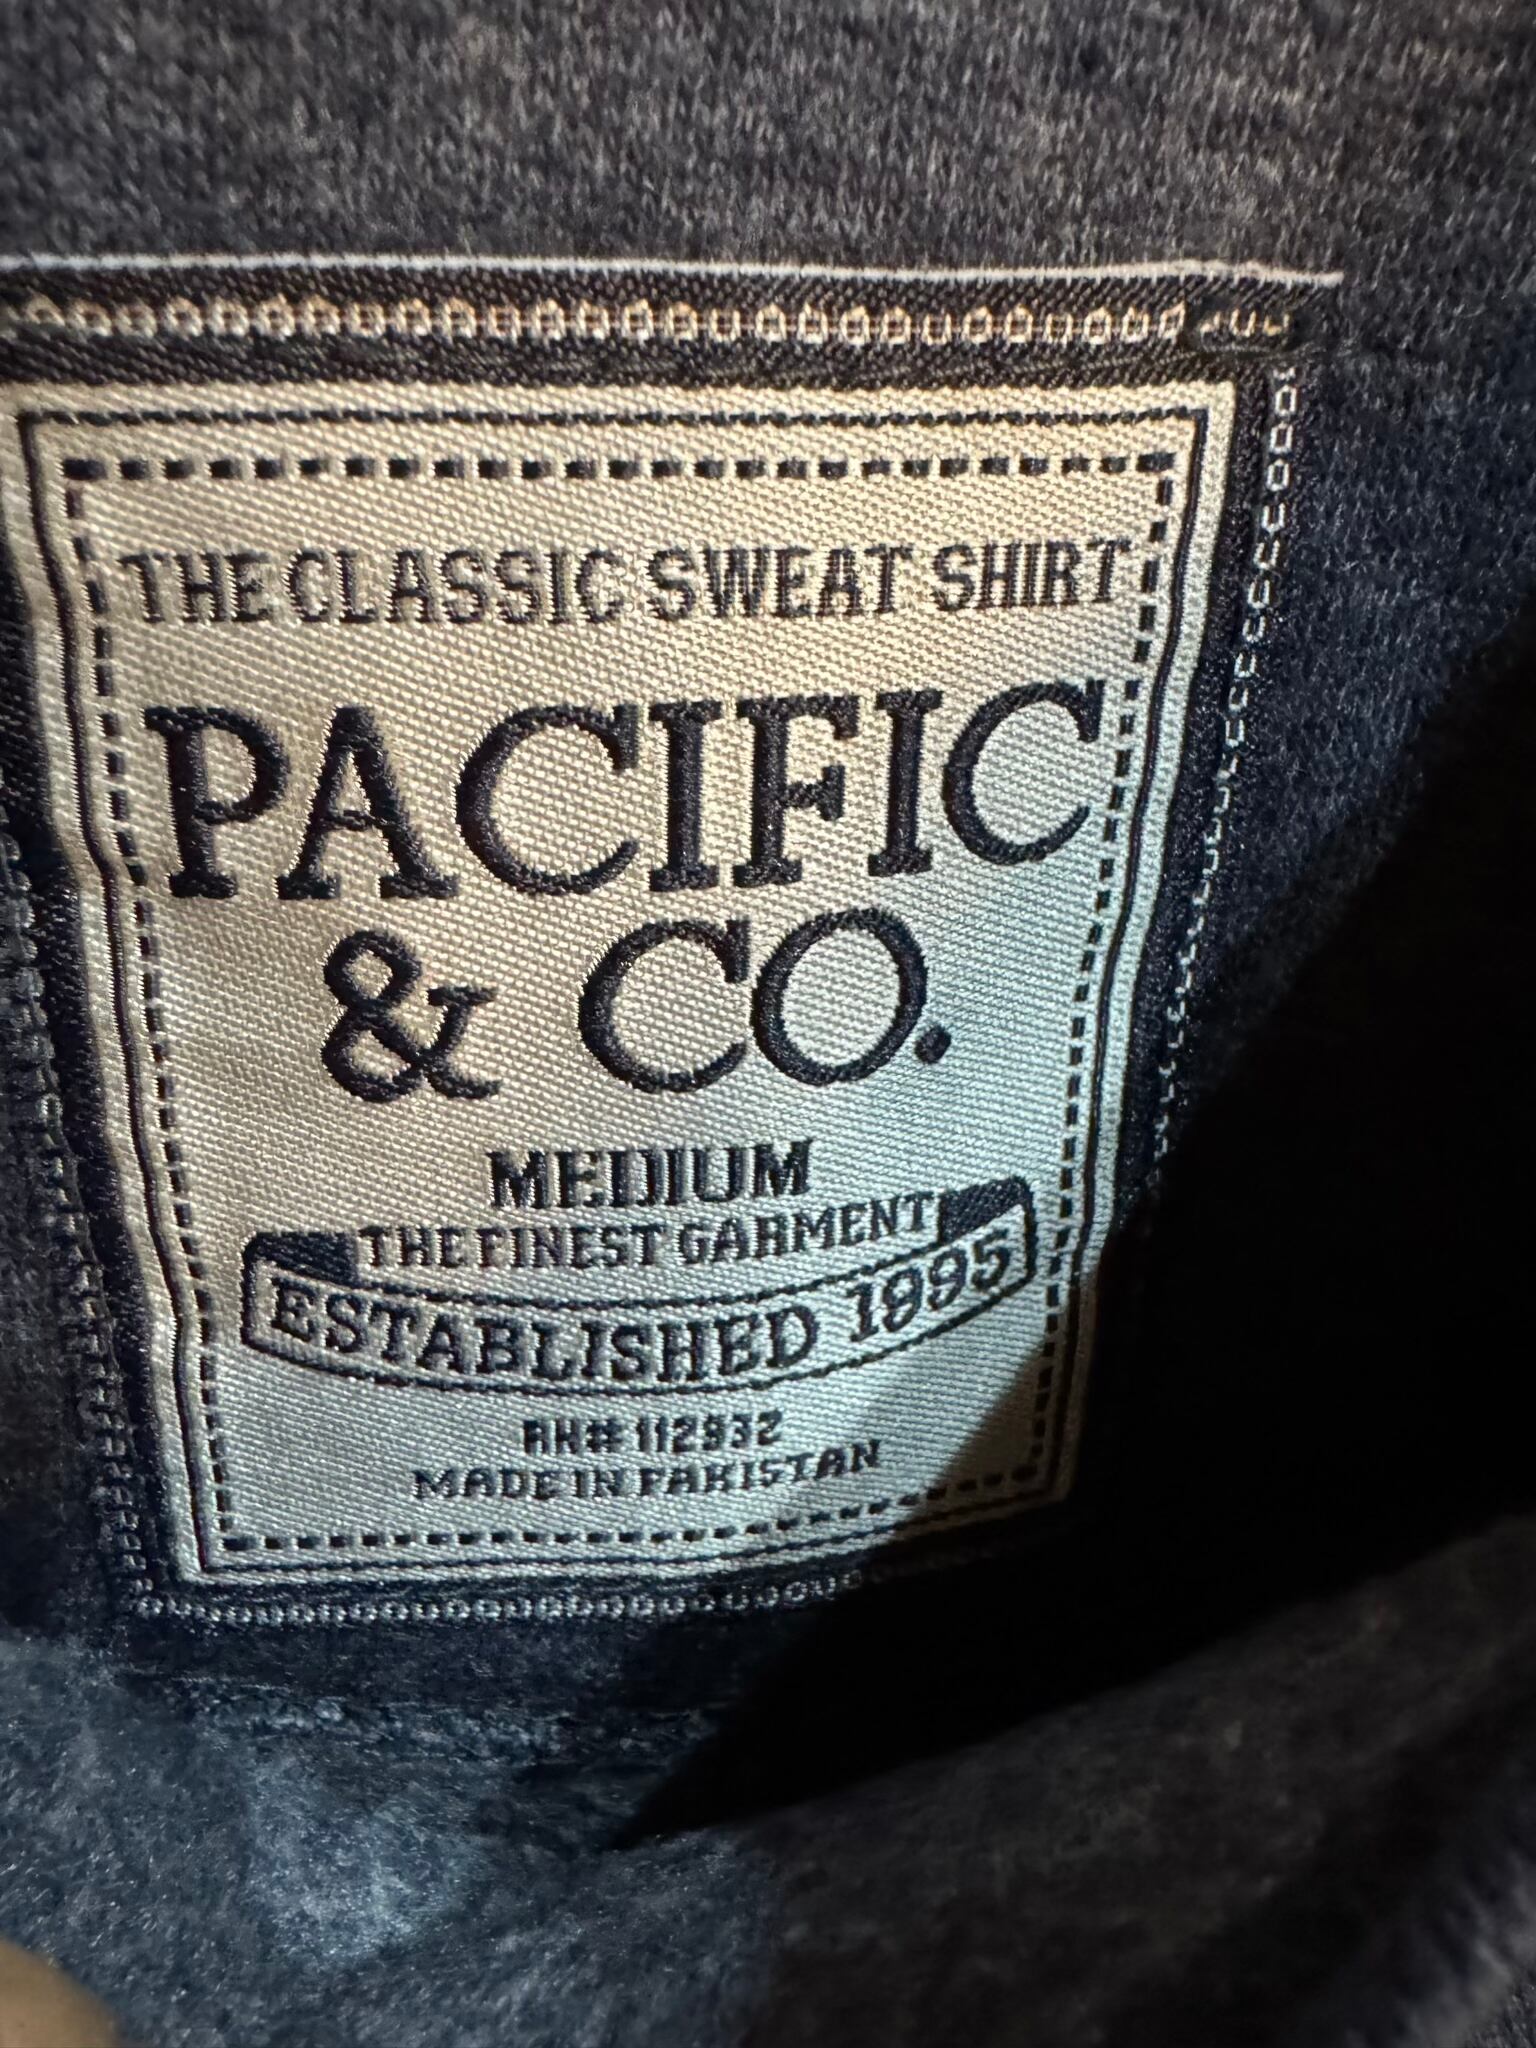 THE CLASSIC SWEAT SHIRT
PACIFIC
& CO.
MEDIUM
THE FINEST GARMENT
ESTABLISHED 1995
RN# 112932
MADE IN PAKISTAN